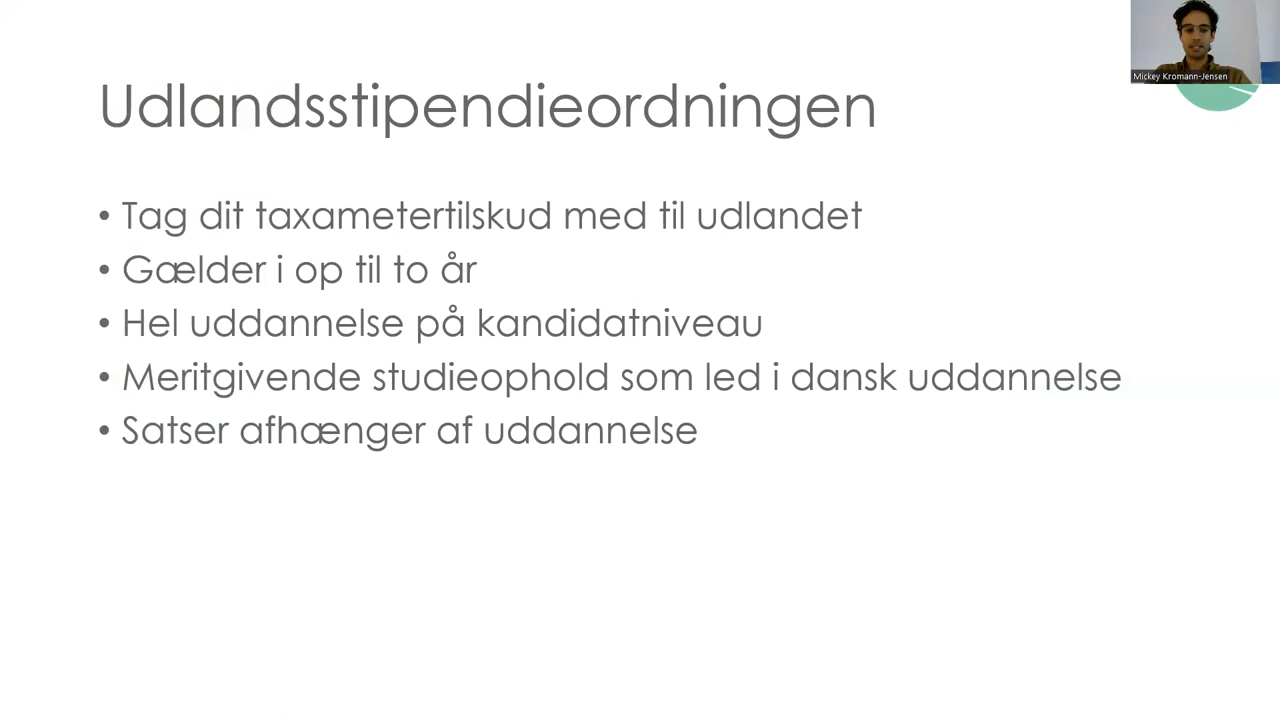 Mickey Kromann-Jensen
Udlandsstipendieordningen
• Tag dit taxametertilskud med til udlandet
• Gælder i op til to år
• Hel uddannelse på kandidatniveau
• Meritgivende studieophold som led i dansk uddannelse
• Satser afhænger af uddannelse